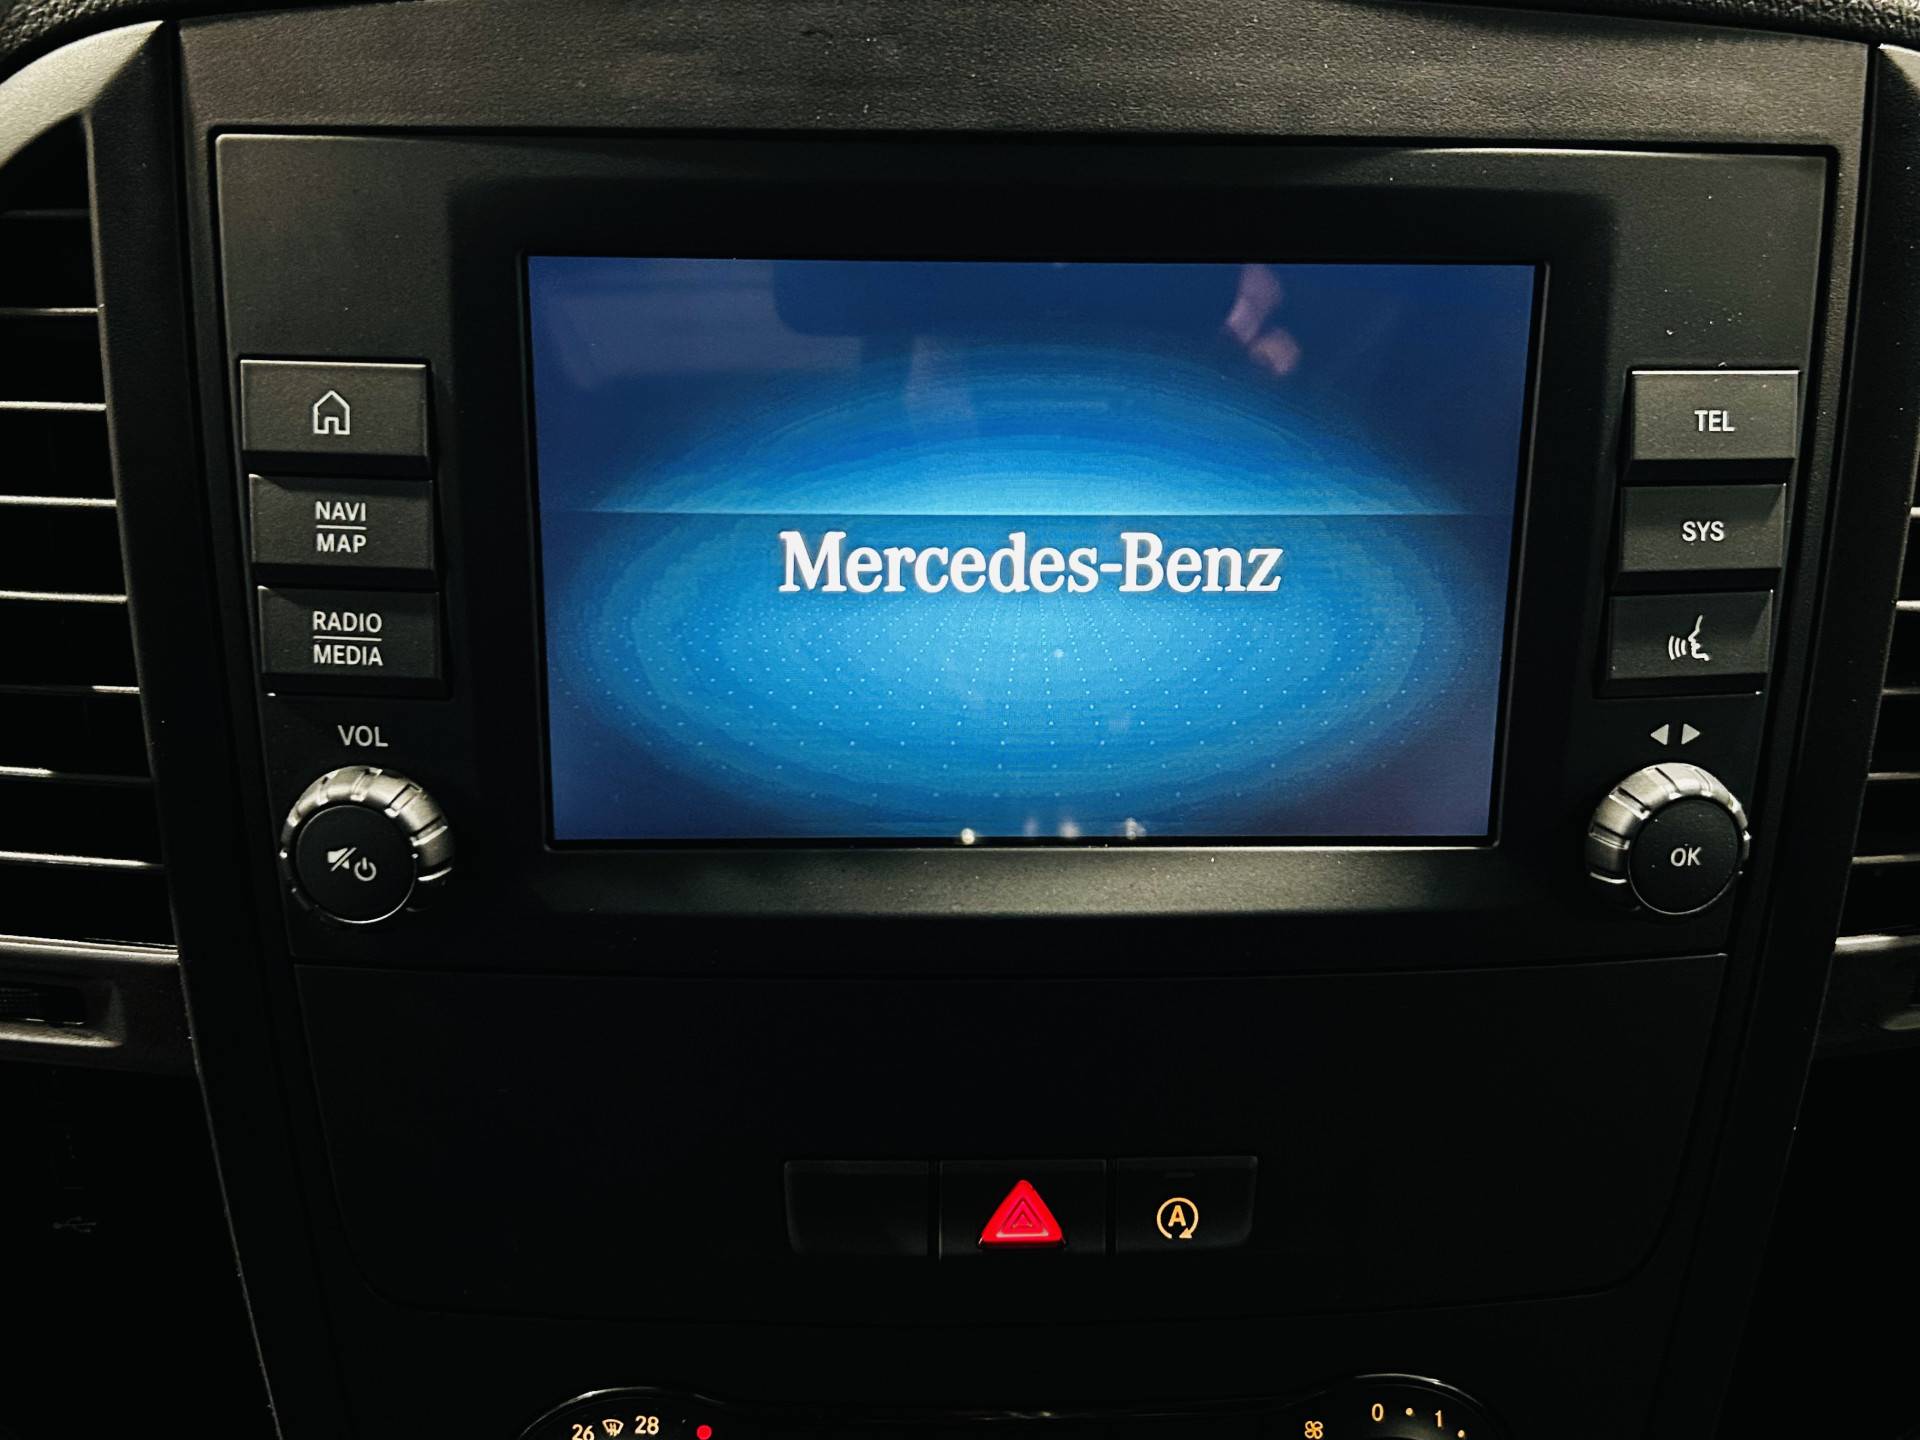 NAVI
MAP
RADIO
MEDIA
VOL
Mercedes-Benz
TEL
SYS
OK
A
26 28
0 1